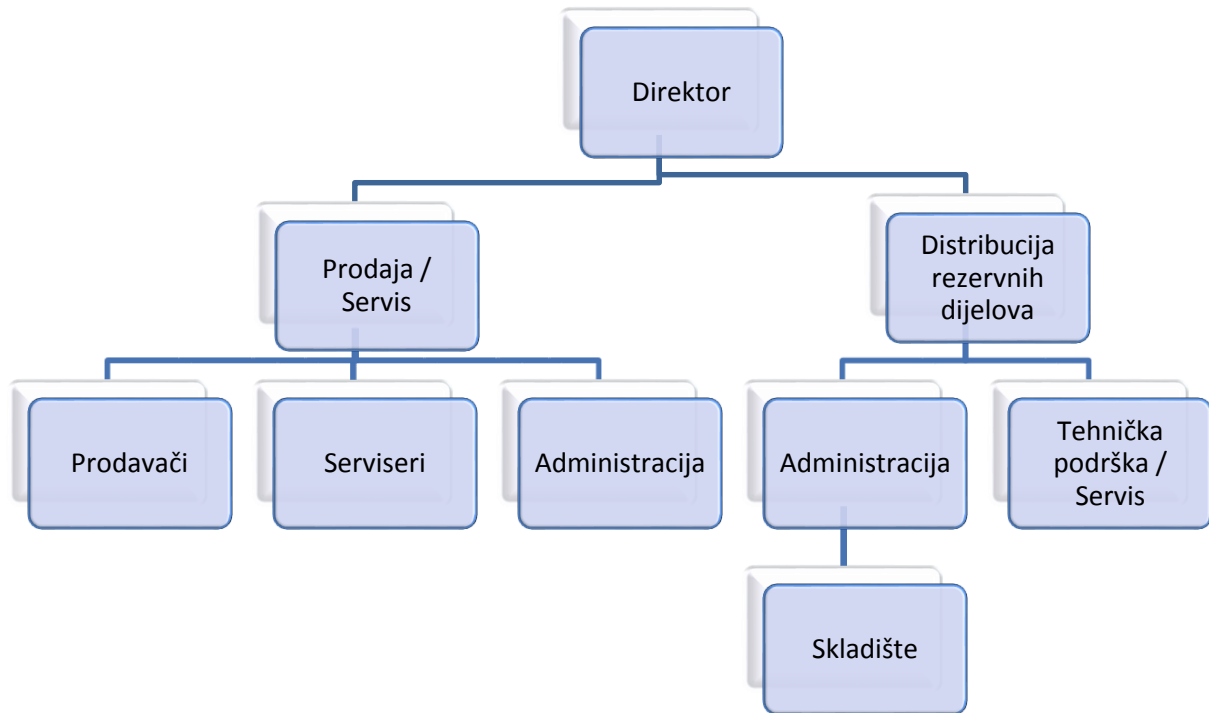 Direktor
Prodaja /
Servis
Distribucija
rezervnih
dijelova
Prodavači
Serviseri
Administracija
Administracija
Tehnička
podrška /
Servis
Skladište